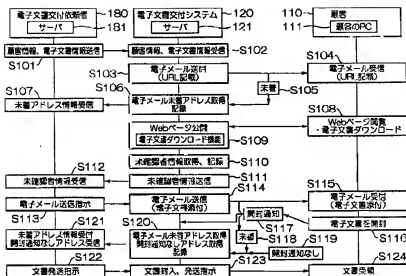 電子文書交付依頼者 180
サーバ 181
電子文書交付システム 120
サーバ 121
110 顧客
111 顧客のPC
顧客情報、電子文書情報送信
S101
顧客情報、電子文書情報受信
S102
S103
電子メール送付
(URL記載)
S104
電子メール受信
(URL記載)
未着
S105
S106
電子メール未着アドレス取得
記録
S107
未着アドレス情報受信
S108
Webページ閲覧
・電子文書ダウンロード
Webページ公開
電子文書ダウンロード機能
S109
未確認者情報取得、記録
S110
S111
未確認者情報送信
S112
未確認者情報受信
S113
電子メール送信指示
S114
電子メール送信
(電子文書添付)
S115
電子メール受付
(電子文書添付)
S116
電子文書を開封
開封通知
S117
未着
S118
S119
開封通知なし
S120
電子メール未着アドレス取得
開封通知なしアドレス取得
記録
S121
未着アドレス情報受付
開封通知なしアドレス受信
S122
文書発送指示
S123
文書封入、発送指示
S124
文書受領